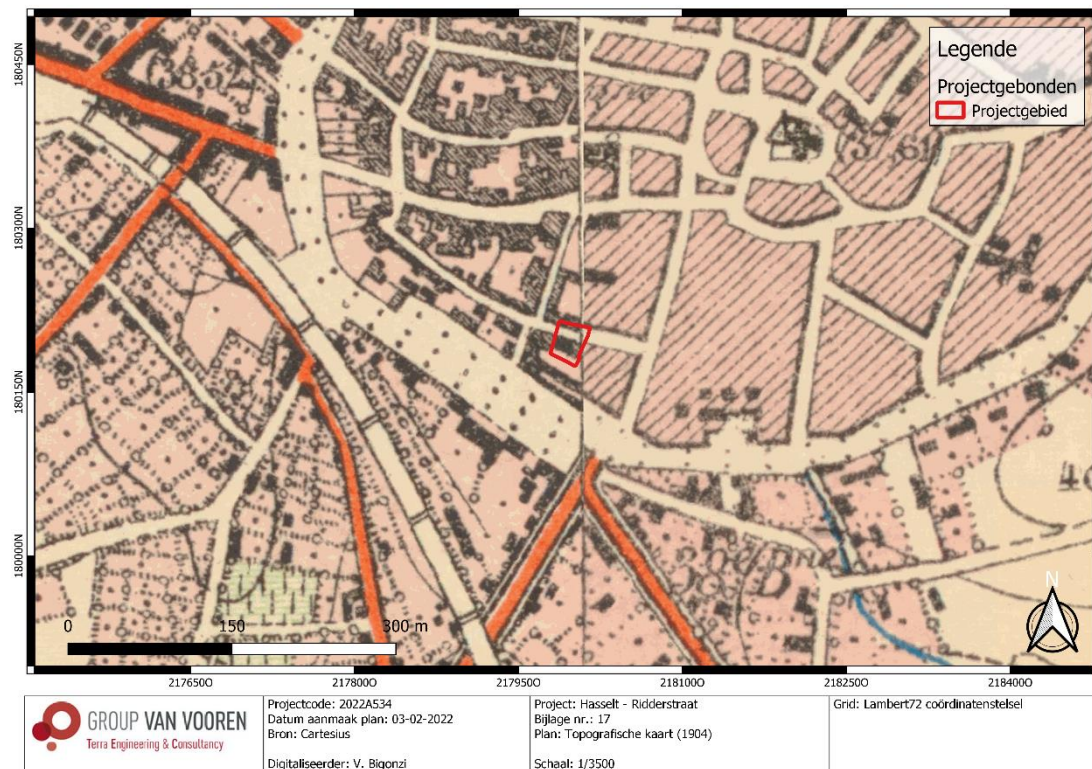 Legende
Projectgebonden
Projectgebied
180450N
180300N
180150N
180000N
N
0 150 300 m
2176500 2178000 2179500 2181000 2182500 2184000
GROUP VAN VOOREN
Terra Engineering & Consultancy
Projectcode: 2022A534
Datum aanmaak plan: 03-02-2022
Bron: Cartesius
Digitaliseerder: V. Bigonzi
Project: Hasselt - Ridderstraat
Bijlage nr.: 17
Plan: Topografische kaart (1904)
Schaal: 1/3500
Grid: Lambert72 coördinatenstelsel